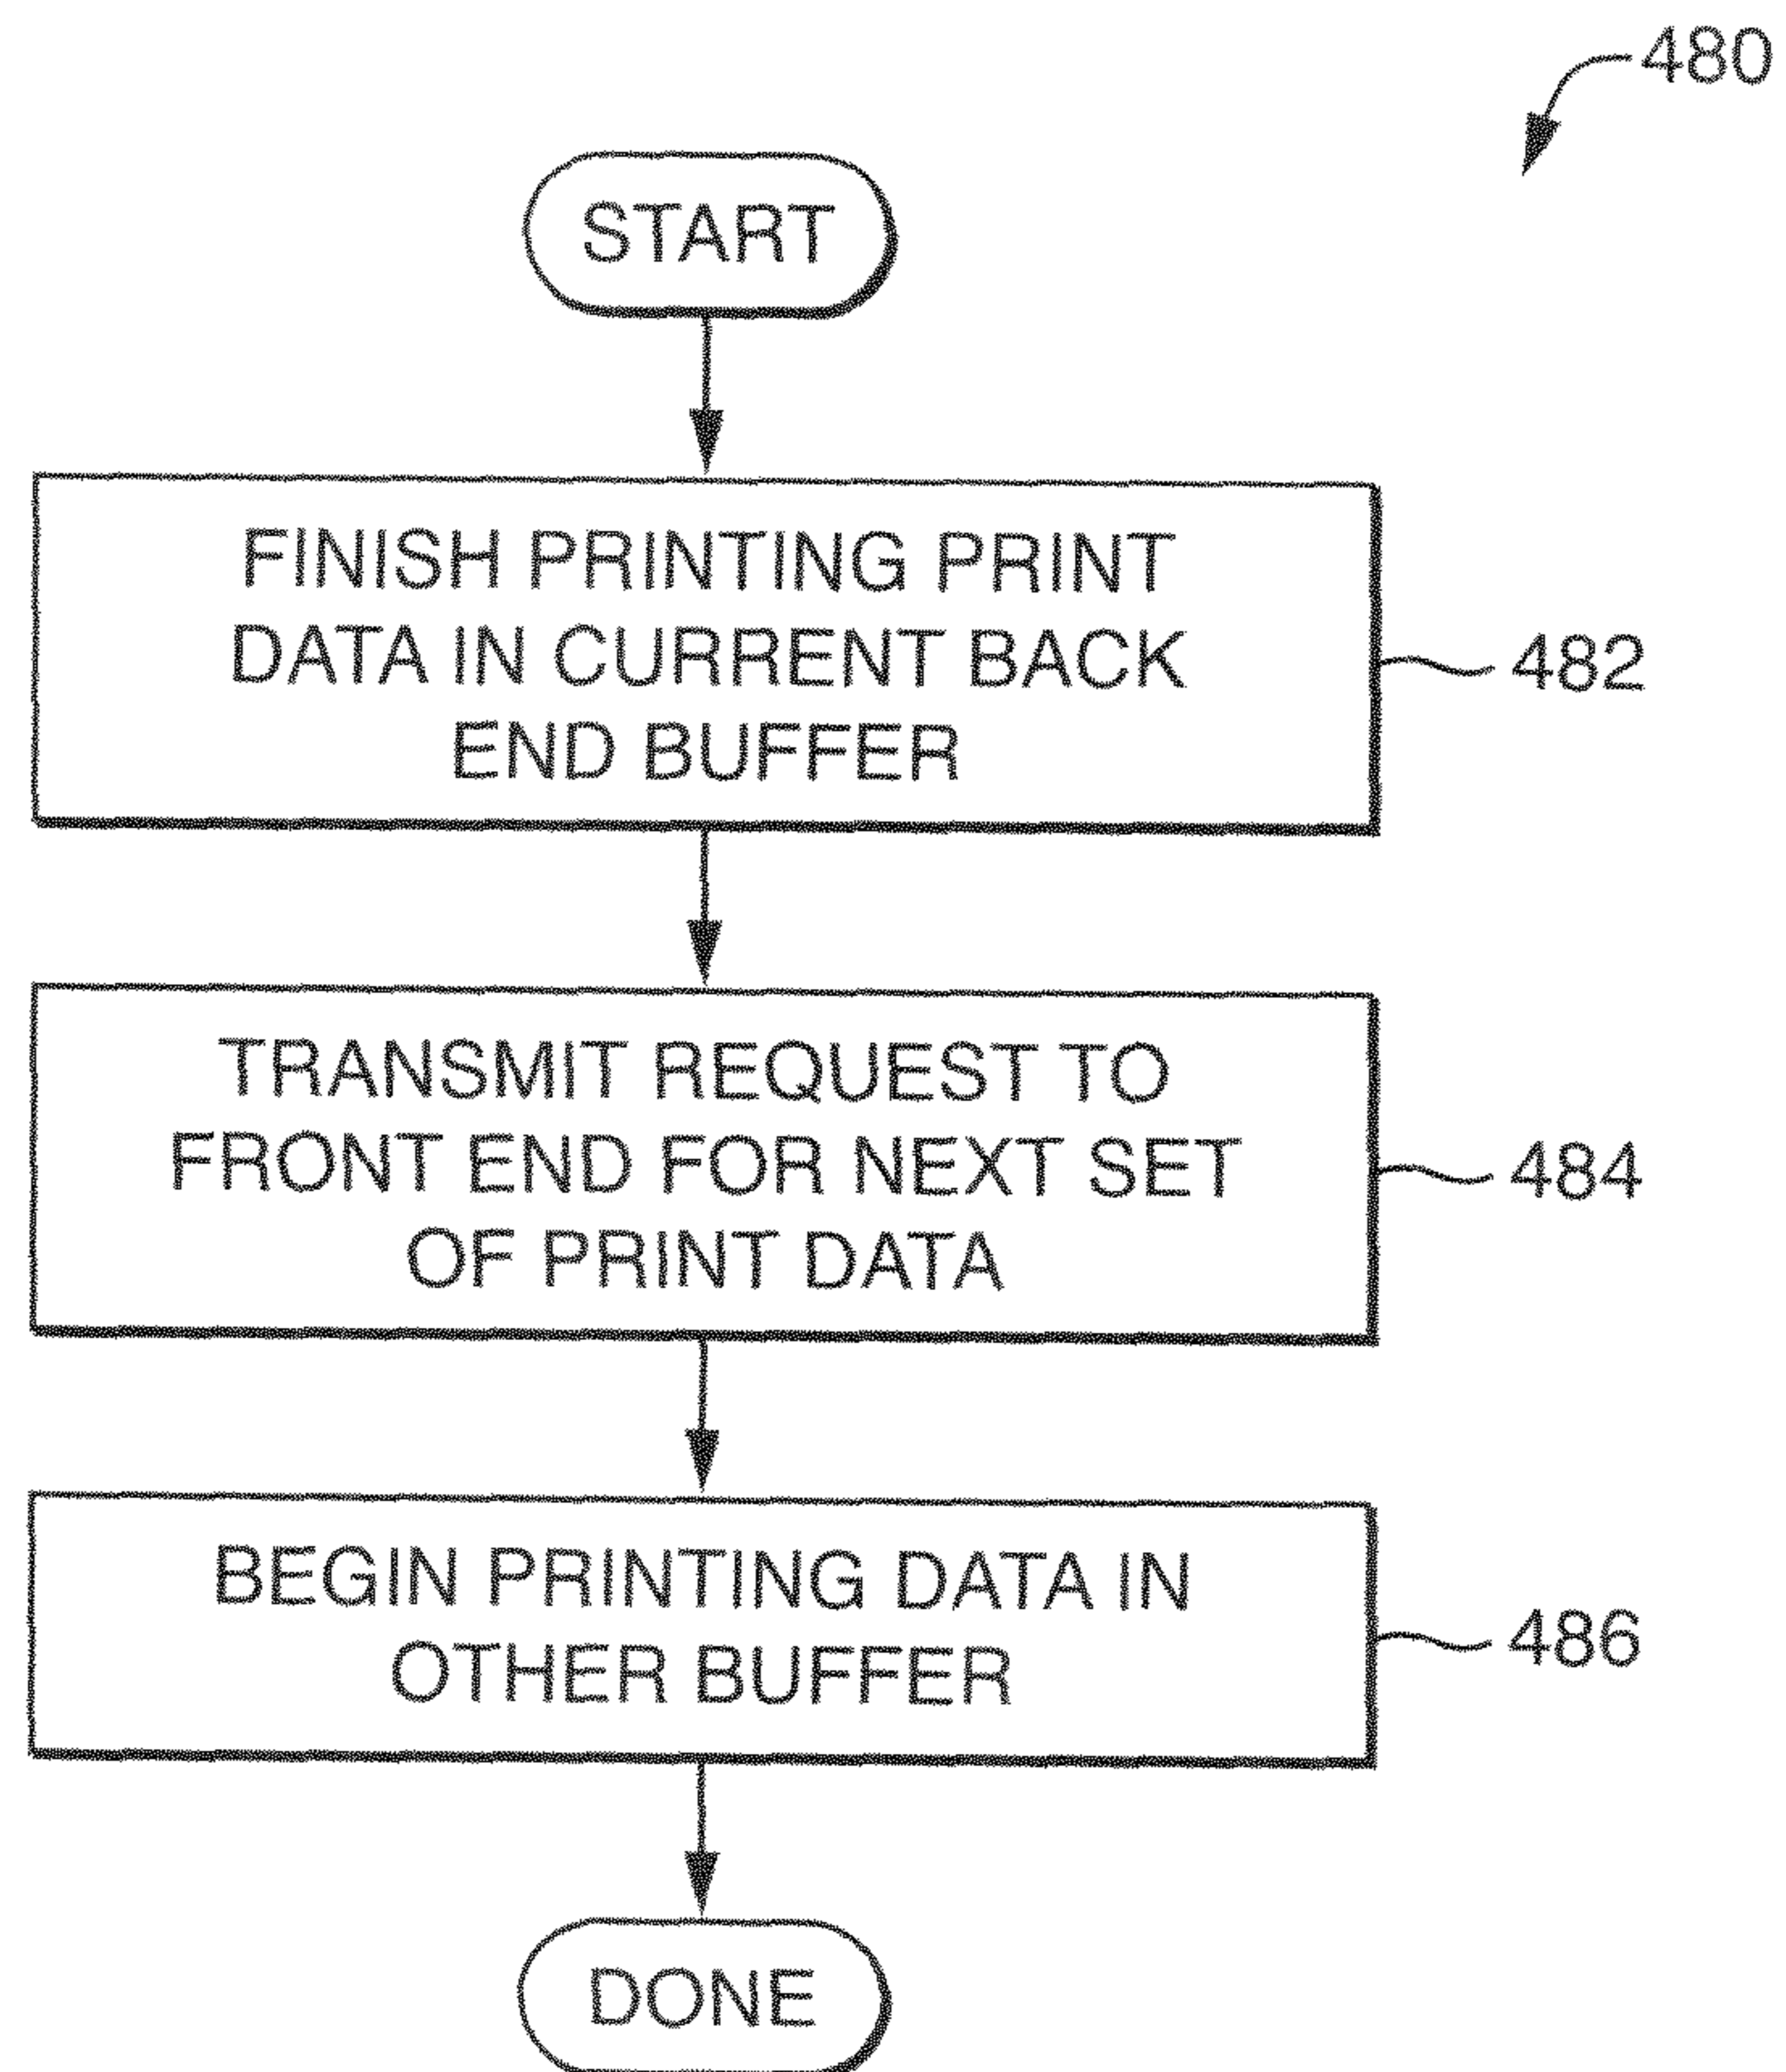 480
START
FINISH PRINTING PRINT
DATA IN CURRENT BACK
END BUFFER
482
TRANSMIT REQUEST TO
FRONT END FOR NEXT SET
OF PRINT DATA
484
BEGIN PRINTING DATA IN
OTHER BUFFER
486
DONE